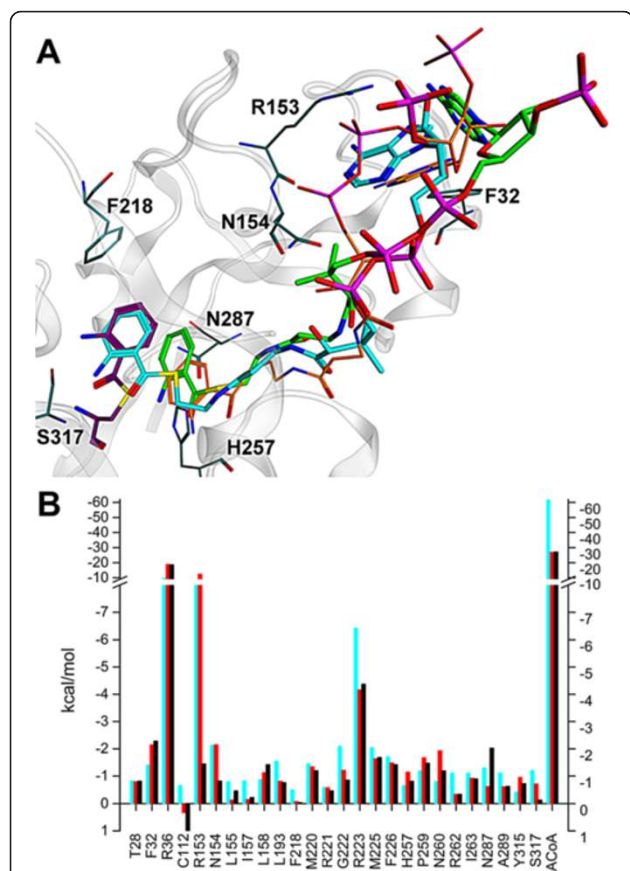 A
R153
F218
F32
N154
N287
S317
H257
B
-60 -60
-50 -50
-40 -40
-30 -30
-20 -20
-10 -10
-7 -7
-6 -6
-5 -5
-4 -4
-3 -3
-2 -2
-1 -1
0 0
1 1
kcal/mol
T28 F32 R36 C112 R153 N154 L155 I157 L158 L193 F218 M220 R221 G222 R223 M225 F226 H257 P259 N260 R262 I263 N287 A289 Y315 S317 ACoA